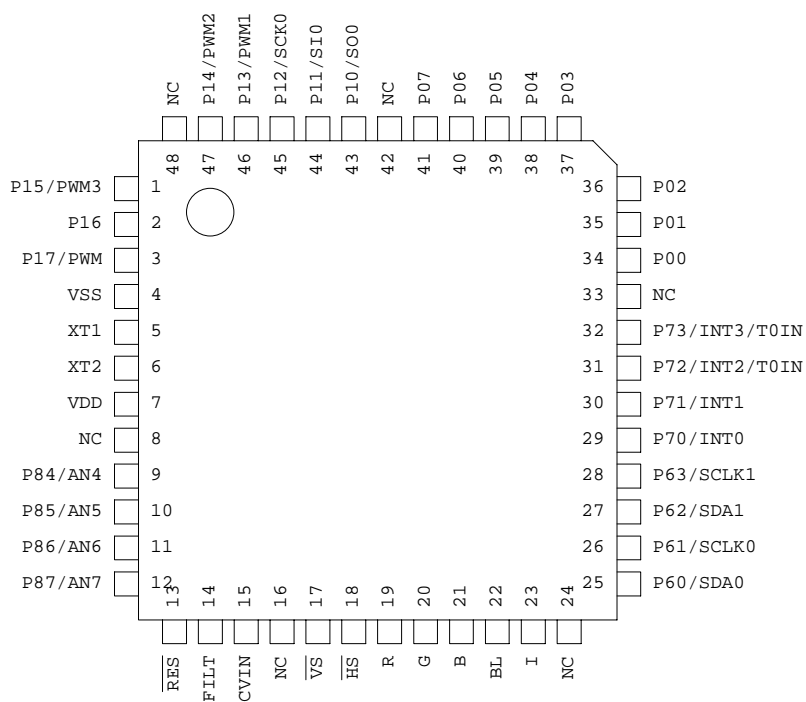 NC
P14/PWM2
P13/PWM1
P12/SCK0
P11/SI0
P10/SO0
NC
P07
P06
P05
P04
P03
48
47
46
45
44
43
42
41
40
39
38
37
P15/PWM3 1 36 P02
P16 2 35 P01
P17/PWM 3 34 P00
VSS 4 33 NC
XT1 5 32 P73/INT3/T0IN
XT2 6 31 P72/INT2/T0IN
VDD 7 30 P71/INT1
NC 8 29 P70/INT0
P84/AN4 9 28 P63/SCLK1
P85/AN5 10 27 P62/SDA1
P86/AN6 11 26 P61/SCLK0
P87/AN7 12 25 P60/SDA0
13
14
15
16
17
18
19
20
21
22
23
24
RES
FILT
CVIN
NC
VS
HS
R
G
B
BL
I
NC